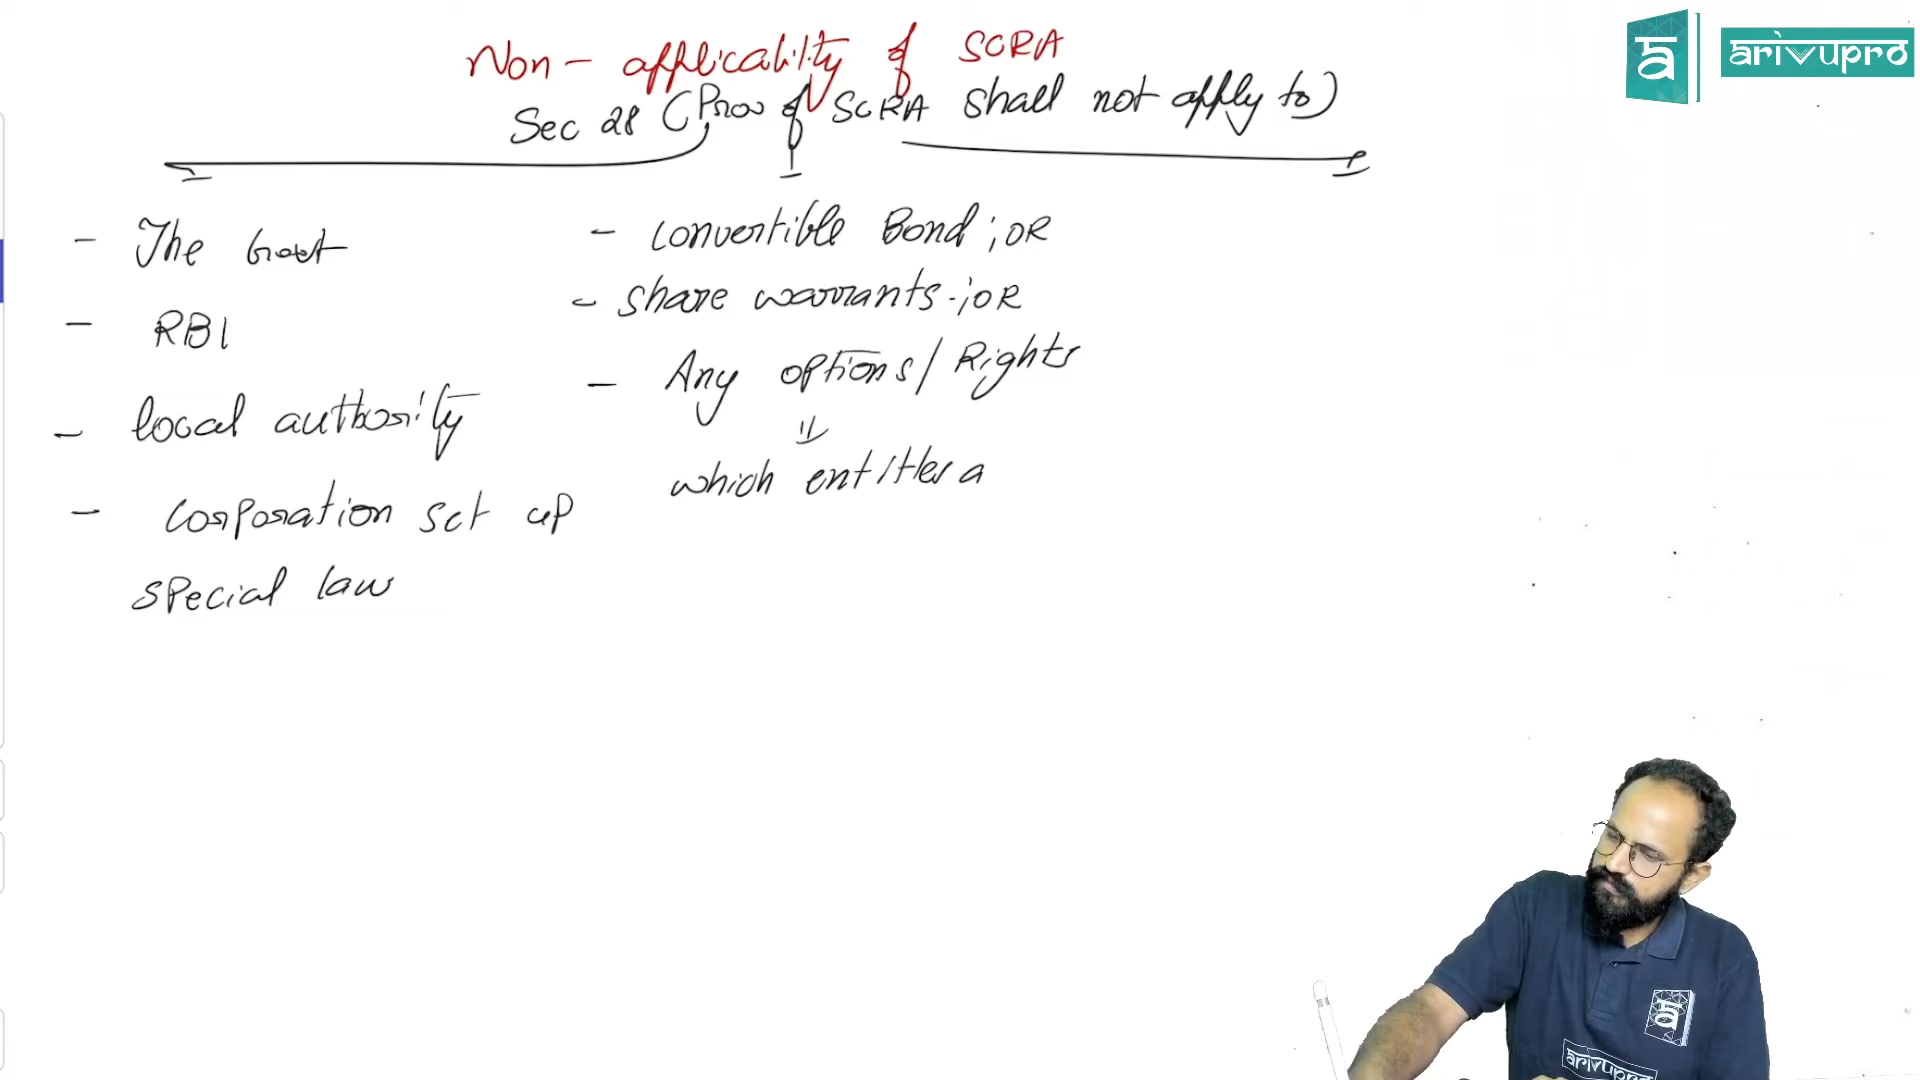 Non - applicability of SCRA
Sec 28 (Prov of SCRA shall not apply to)
- The Govt
- RBI
- local authority
- Corporation set up
special law
- convertible Bond ; OR
- share warrants ; OR
- Any options / Rights
which entitles a
arivupro
arivupro